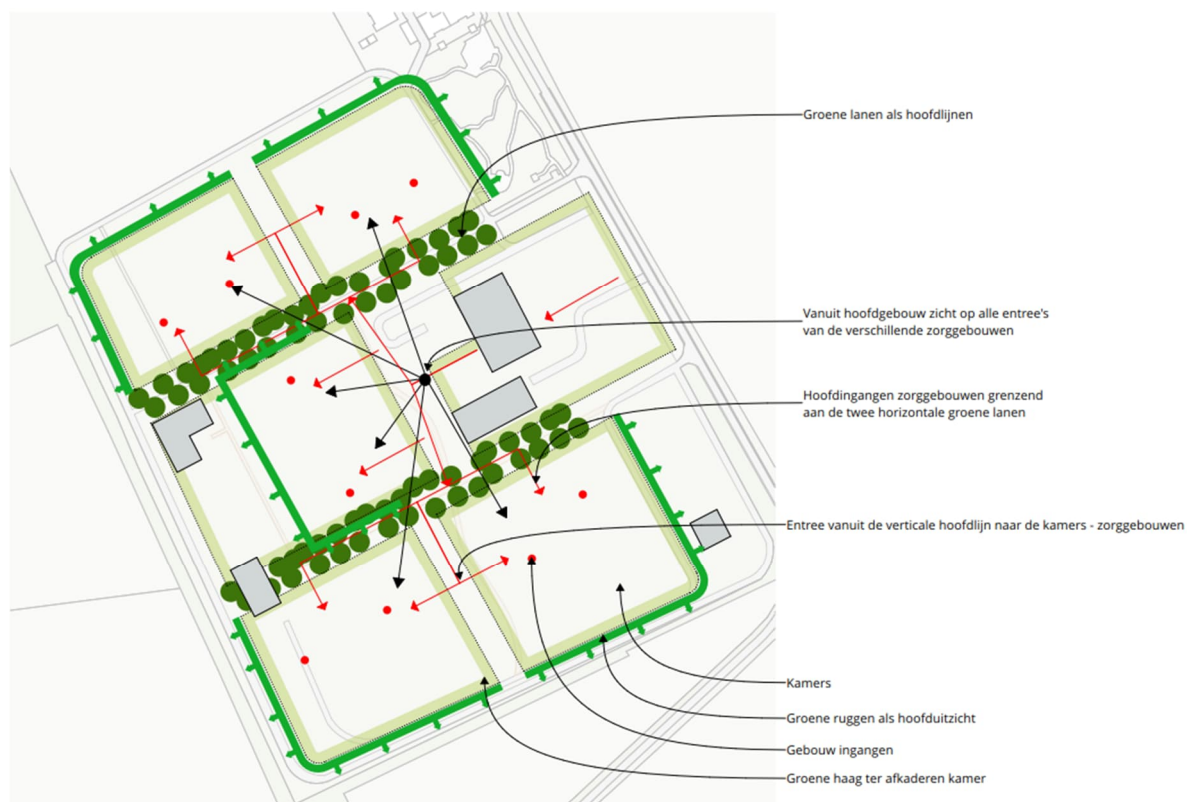 Groene lanen als hoofdlijnen
Vanuit hoofdgebouw zicht op alle entree's
van de verschillende zorggebouwen
Hoofdingangen zorggebouwen grenzend
aan de twee horizontale groene lanen
Entree vanuit de verticale hoofdlijn naar de kamers - zorggebouwen
Kamers
Groene ruggen als hoofduitzicht
Gebouw ingangen
Groene haag ter afkaderen kamer